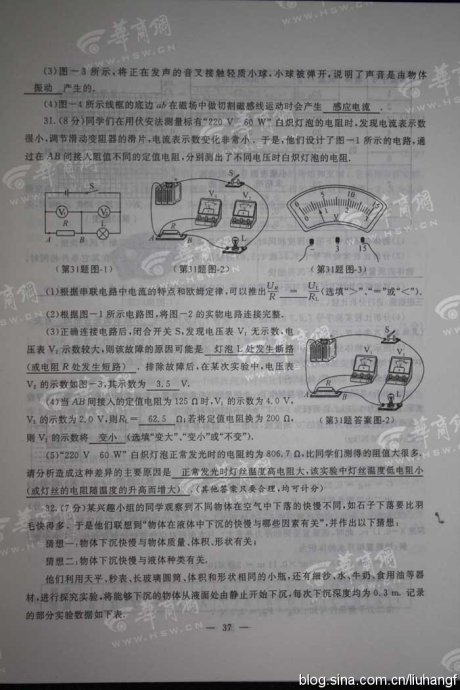 (3)图-3所示,将正在发声的音叉接触轻质小球,小球被弹开,说明了声音是由物体
振动 产生的.
(4)图-4所示线框的底边ab在磁场中做切割磁感线运动时会产生 感应电流 .
31.(8分)同学们在用伏安法测量标有"220 V 60 W"白炽灯泡的电阻时,发现电流表示数
很小,调节滑动变阻器的滑片,电流表示数变化非常小.于是,他们设计了图-1所示的电路,通
过在AB间接入阻值不同的定值电阻,分别测出了不同电压时白炽灯泡的电阻.
S
V₁ V₂
R L
A B
V₁ V₂ S
A R B L
0 5 10 15
0 1 2 3
V
- 3 15
(第31题图-1) (第31题图-2) (第31题图-3)
(1)根据串联电路中电流的特点和欧姆定律,可以推出 U_R/R = U_L/R_L (选填">"、"="或"<").
(2)根据图-1所示电路图,将图-2的实物电路连接完整.
(3)正确连接电路后,闭合开关S,发现电压表V₁无示数,电
压表V₂示数较大,则该故障的原因可能是 灯泡L处发生断路
(或电阻R处发生短路) . 排除故障后,在某次实验中,电压表
V₂的示数如图-3,其示数为 3.5 V.
(4)当AB间接入的定值电阻为125 Ω时,V₁的示数为4.0 V,
V₂的示数为2.0 V,则R_L= 62.5 Ω;若将定值电阻换为200 Ω,
则V₂的示数将 变小 (选填"变大"、"变小"或"不变").
S
V₁ V₂
A R B L
(第31题答案图-2)
(5)"220 V 60 W"白炽灯泡正常发光时的电阻约为806.7 Ω,比同学们测得的阻值大很多,
请分析造成这种差异的主要原因是 正常发光时灯丝温度高电阻大,该实验中灯丝温度低电阻小
(或灯丝的电阻随温度的升高而增大) .(其他答案只要合理,均可计分)
32.(7分)某兴趣小组的同学观察到不同物体在空气中下落的快慢不同,如石子下落要比羽
毛快得多.于是他们联想到"物体在液体中下沉的快慢与哪些因素有关",并作出以下猜想:
猜想一.物体下沉快慢与物体质量、体积、形状有关;
猜想二.物体下沉快慢与液体种类有关.
他们利用天平、秒表、长玻璃圆筒、体积和形状相同的小瓶,还有细沙、水、牛奶、食用油等器
材,进行探究实验,将能够下沉的物体从液面处由静止开始下沉,每次下沉深度均为0.3 m. 记录
的部分实验数据如下表.
— 37 —
blog.sina.com.cn/liuhangf